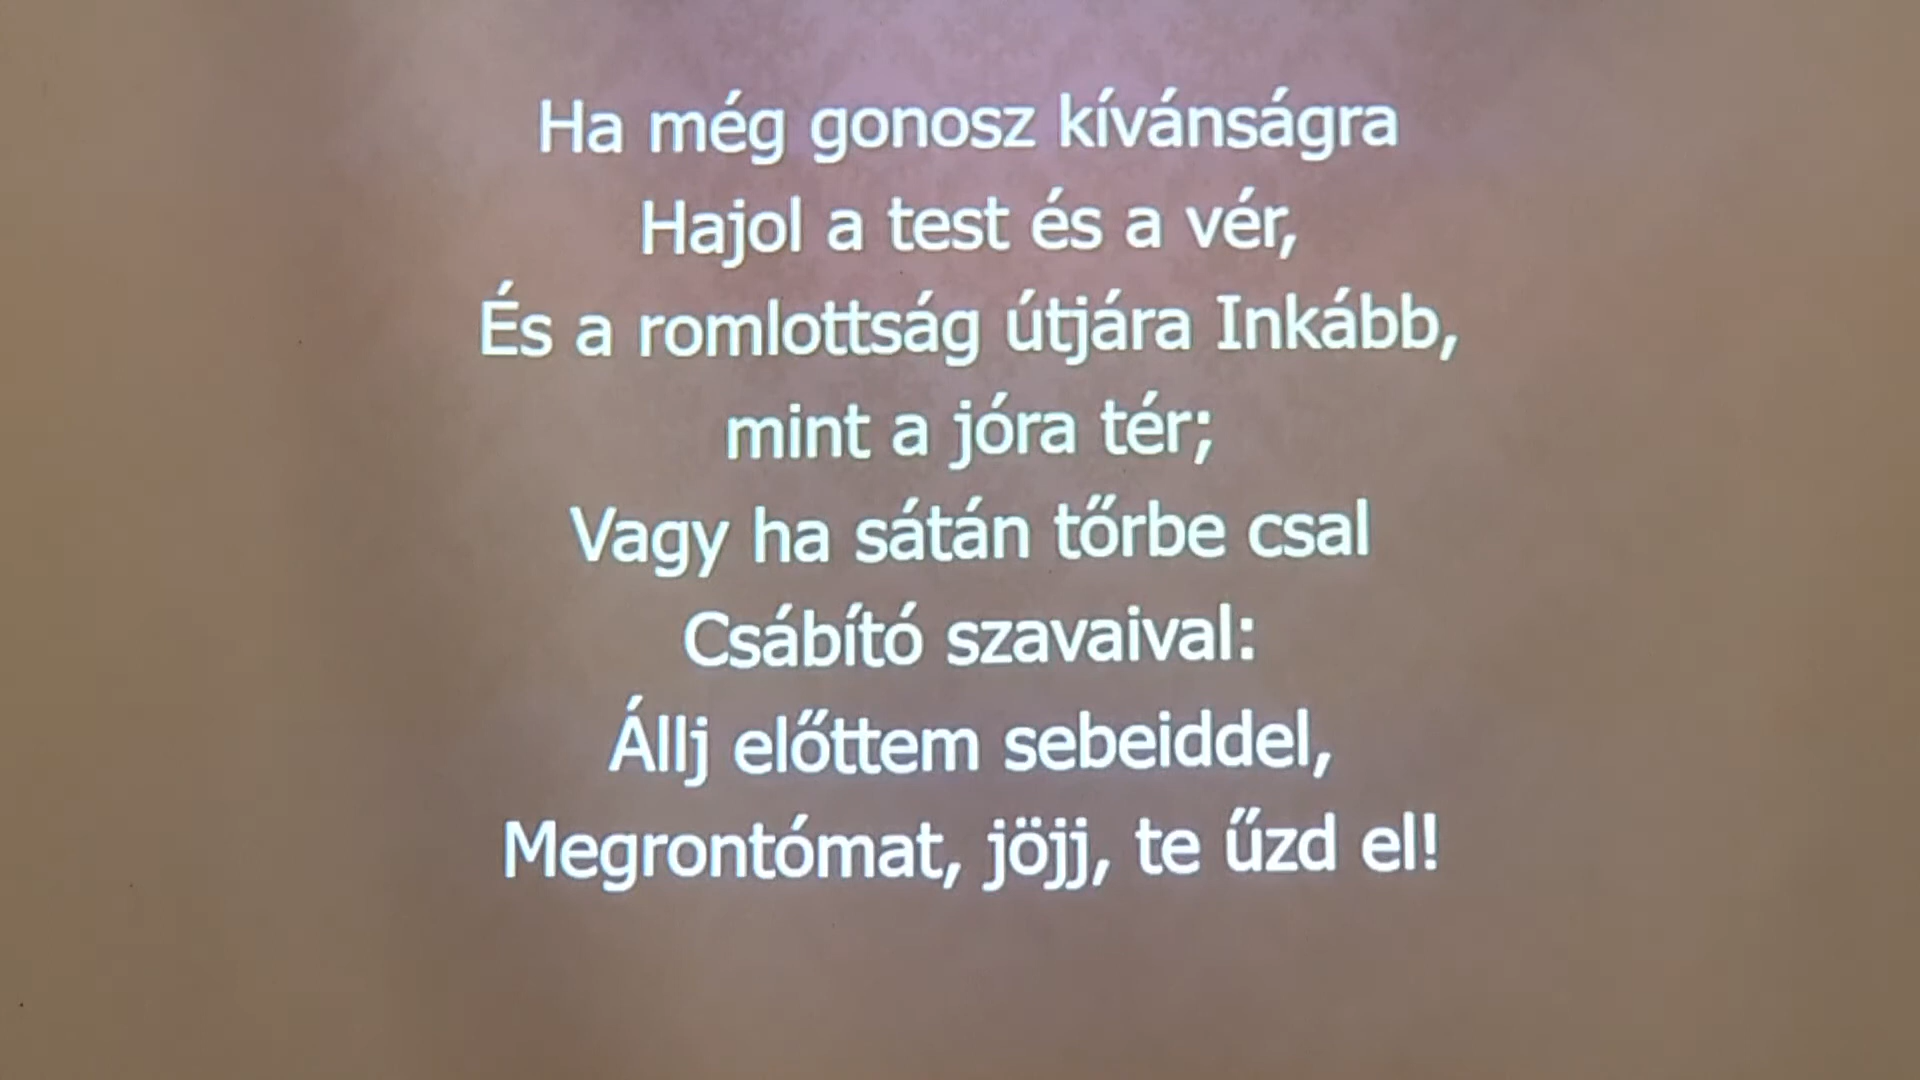 Ha még gonosz kívánságra
Hajol a test és a vér,
És a romlottság útjára Inkább,
mint a jóra tér;
Vagy ha sátán tőrbe csal
Csábító szavaival:
Állj előttem sebeiddel,
Megrontómat, jöjj, te űzd el!